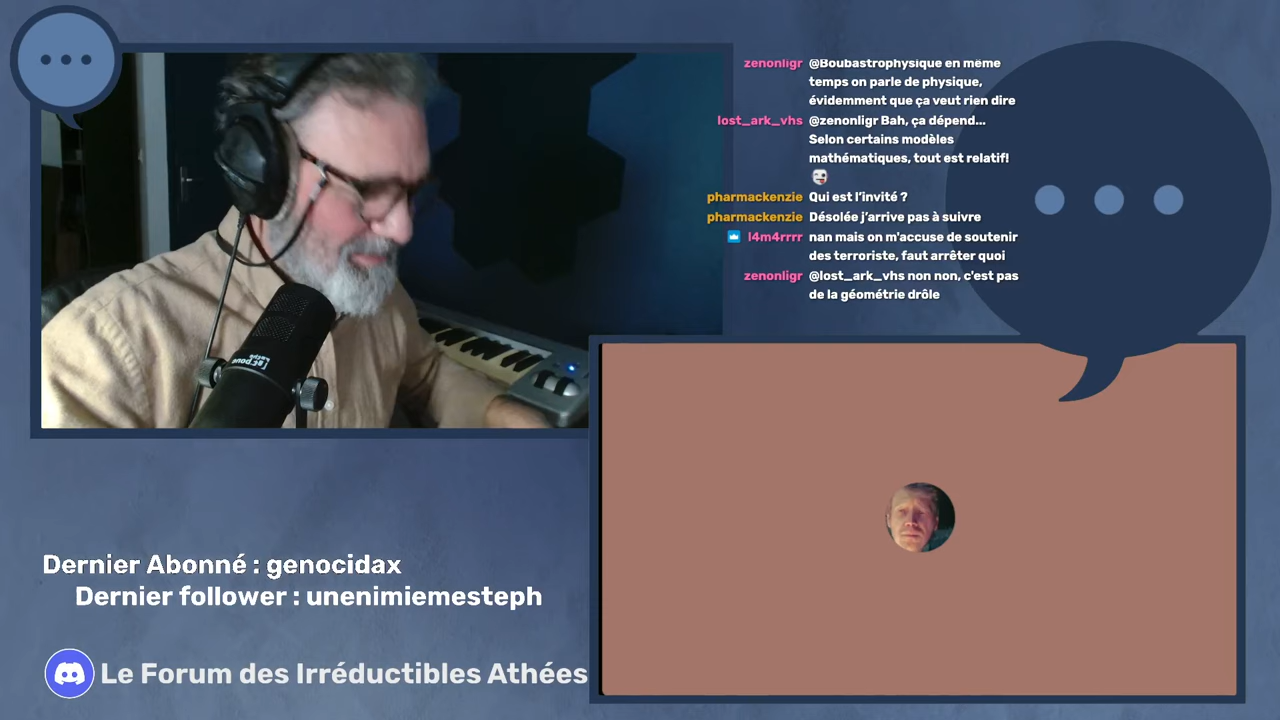 zenonligr @Boubastrophysique en même
temps on parle de physique,
évidemment que ça veut rien dire
lost_ark_vhs @zenonligr Bah, ça dépend...
Selon certains modèles
mathématiques, tout est relatif!
pharmackenzie Qui est l'invité ?
pharmackenzie Désolée j'arrive pas à suivre
l4m4rrrr nan mais on m'accuse de soutenir
des terroriste, faut arrêter quoi
zenonligr @lost_ark_vhs non non, c'est pas
de la géométrie drôle
Dernier Abonné : genocidax
Dernier follower : unenimiemesteph
Le Forum des Irréductibles Athées